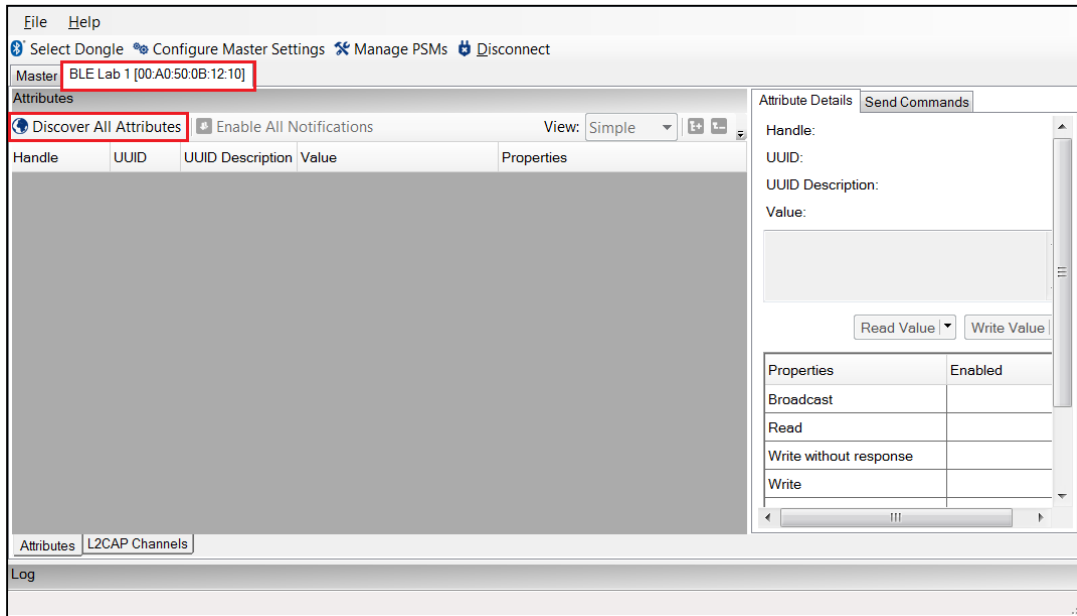 File Help
Select Dongle Configure Master Settings Manage PSMs Disconnect
Master BLE Lab 1 [00:A0:50:0B:12:10]
Attributes
Discover All Attributes Enable All Notifications View: Simple
Handle UUID UUID Description Value Properties
Attribute Details Send Commands
Handle:
UUID:
UUID Description:
Value:
Read Value Write Value
Properties Enabled
Broadcast
Read
Write without response
Write
Attributes L2CAP Channels
Log